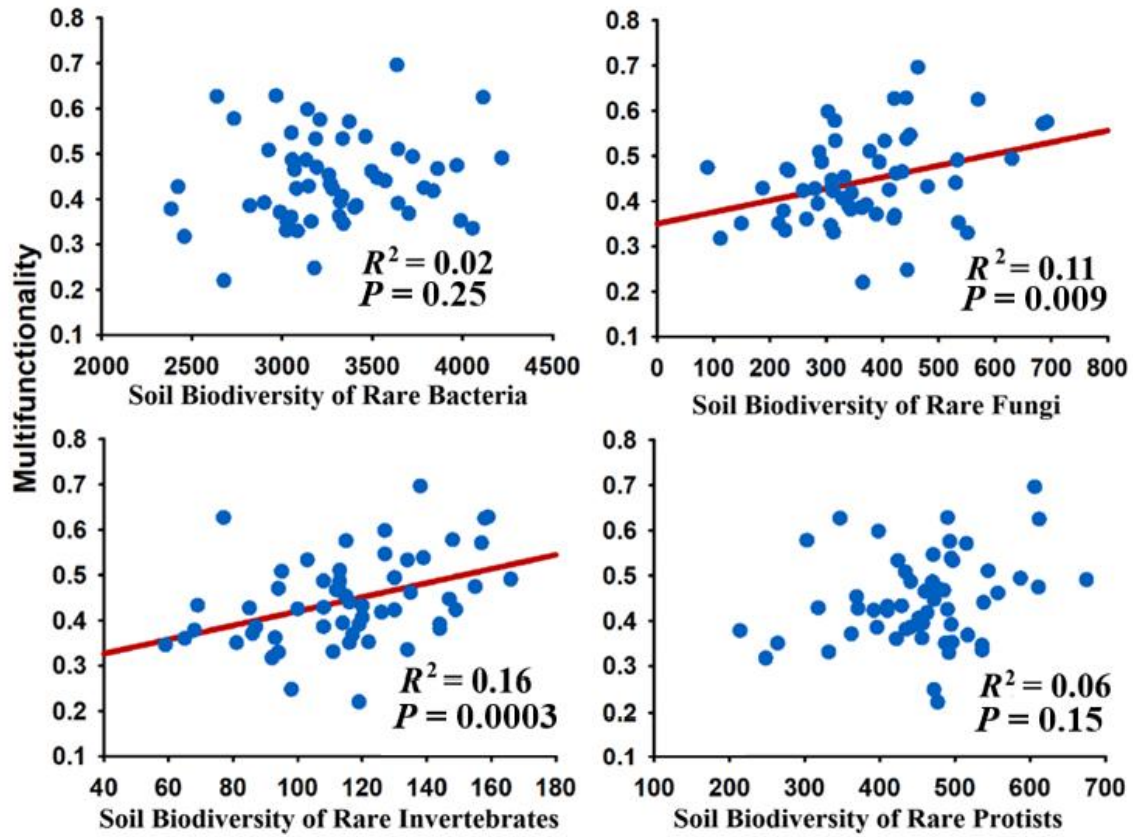 Multifunctionality
0.8
0.7
0.6
0.5
0.4
0.3
0.2
0.1
R² = 0.02
P = 0.25
2000 2500 3000 3500 4000 4500
Soil Biodiversity of Rare Bacteria
0.8
0.7
0.6
0.5
0.4
0.3
0.2
0.1
R² = 0.11
P = 0.009
0 100 200 300 400 500 600 700 800
Soil Biodiversity of Rare Fungi
0.8
0.7
0.6
0.5
0.4
0.3
0.2
0.1
R² = 0.16
P = 0.0003
40 60 80 100 120 140 160 180
Soil Biodiversity of Rare Invertebrates
0.8
0.7
0.6
0.5
0.4
0.3
0.2
0.1
R² = 0.06
P = 0.15
100 200 300 400 500 600 700
Soil Biodiversity of Rare Protists